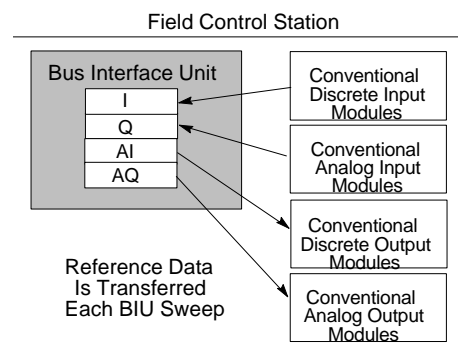 Field Control Station
Bus Interface Unit
I
Q
AI
AQ
Conventional
Discrete Input
Modules
Conventional
Analog Input
Modules
Conventional
Discrete Output
Modules
Conventional
Analog Output
Modules
Reference Data
Is Transferred
Each BIU Sweep